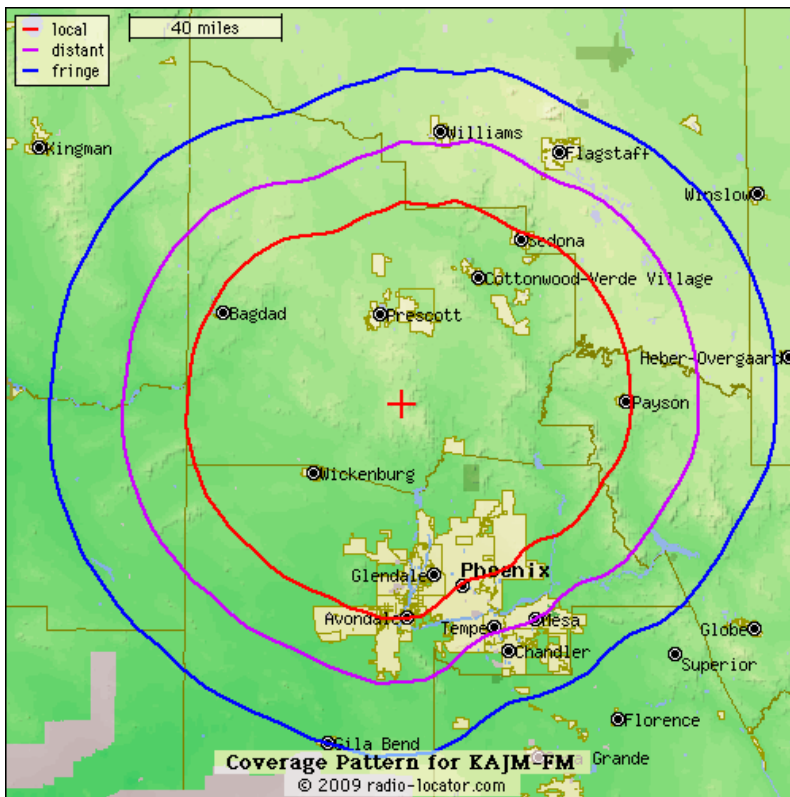 local
distant
fringe
40 miles
Williams
Kingman
Flagstaff
Winslow
Sedona
Cottonwood-Verde Village
Bagdad
Prescott
Heber-Overgaard
Payson
Wickenburg
Glendale
Phoenix
Avondale
Tempe
Mesa
Globe
Chandler
Superior
Florence
Gila Bend
Grande
Coverage Pattern for KAJM-FM
© 2009 radio-locator.com